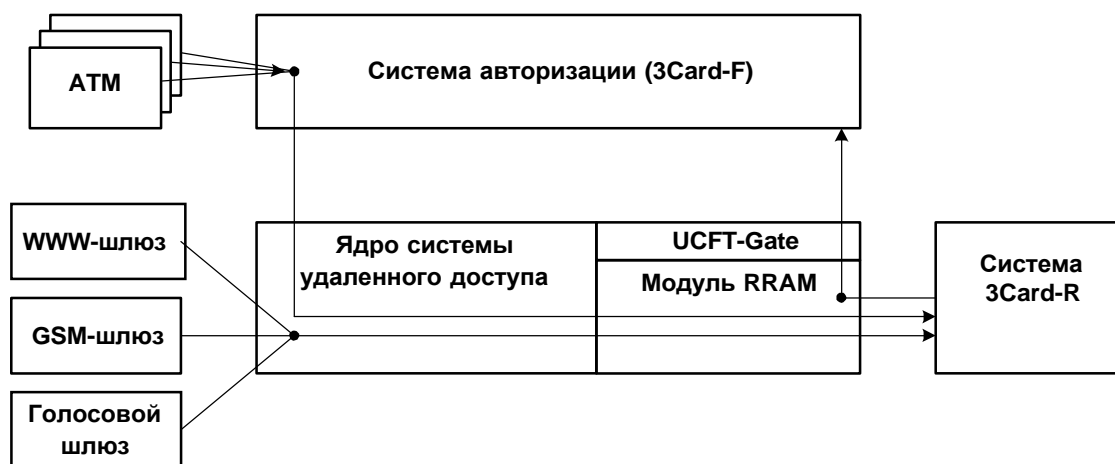 ATM
Система авторизации (3Card-F)
WWW-шлюз
GSM-шлюз
Голосовой
шлюз
Ядро системы
удаленного доступа
UCFT-Gate
Модуль RRAM
Система
3Card-R